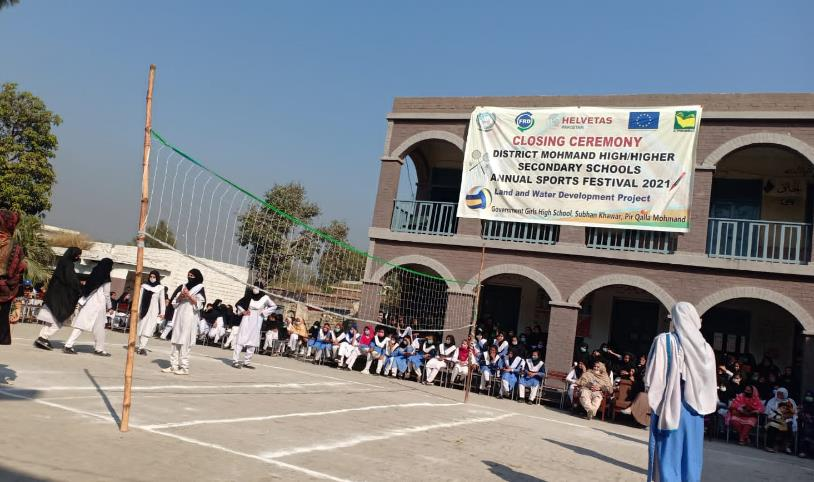 FRD
HELVETAS
PAKISTAN
CLOSING CEREMONY
DISTRICT MOHMAND HIGH/HIGHER
SECONDARY SCHOOLS
ANNUAL SPORTS FESTIVAL 2021
Land and Water Development Project
Government Girls High School, Subhan Khawar, Pir Qalla Mohmand